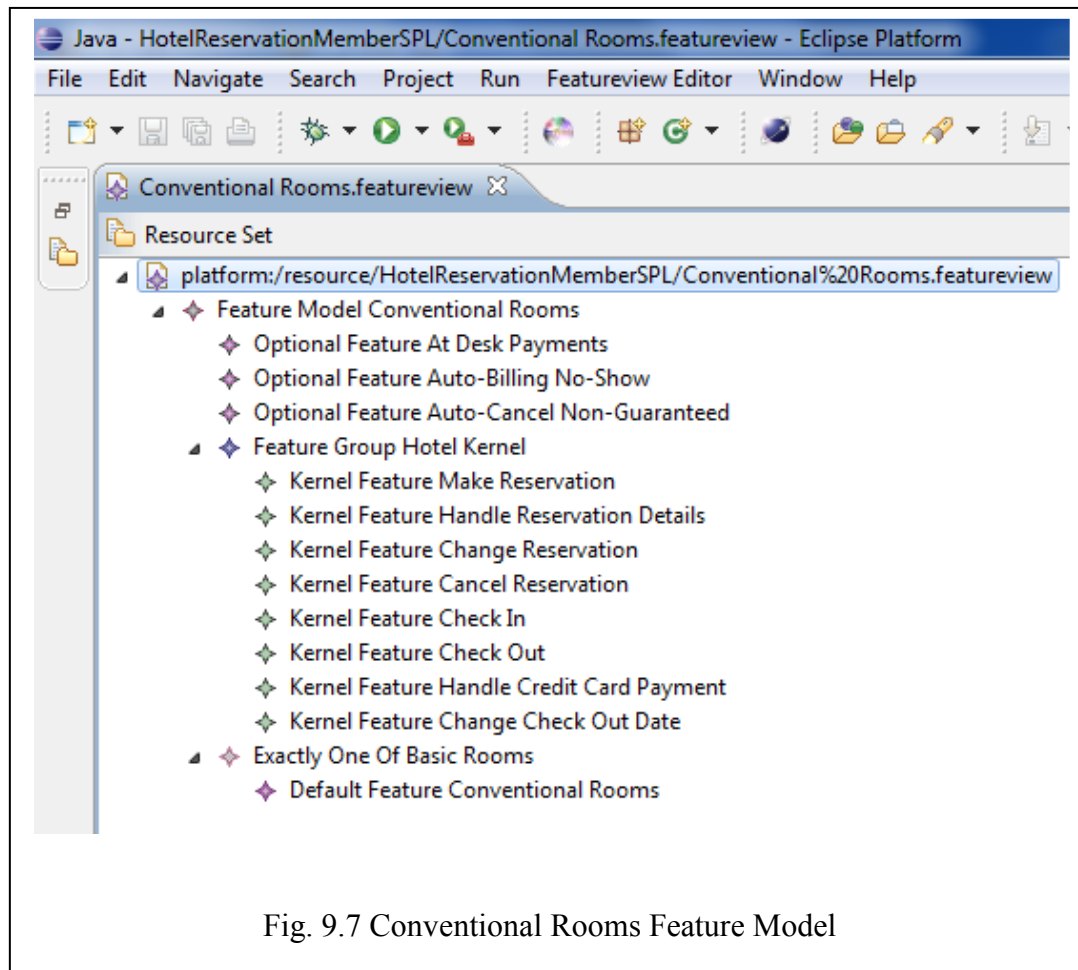 Java - HotelReservationMemberSPL/Conventional Rooms.featureview - Eclipse Platform
File Edit Navigate Search Project Run Featureview Editor Window Help
Conventional Rooms.featureview
Resource Set
platform:/resource/HotelReservationMemberSPL/Conventional%20Rooms.featureview
Feature Model Conventional Rooms
Optional Feature At Desk Payments
Optional Feature Auto-Billing No-Show
Optional Feature Auto-Cancel Non-Guaranteed
Feature Group Hotel Kernel
Kernel Feature Make Reservation
Kernel Feature Handle Reservation Details
Kernel Feature Change Reservation
Kernel Feature Cancel Reservation
Kernel Feature Check In
Kernel Feature Check Out
Kernel Feature Handle Credit Card Payment
Kernel Feature Change Check Out Date
Exactly One Of Basic Rooms
Default Feature Conventional Rooms
Fig. 9.7 Conventional Rooms Feature Model